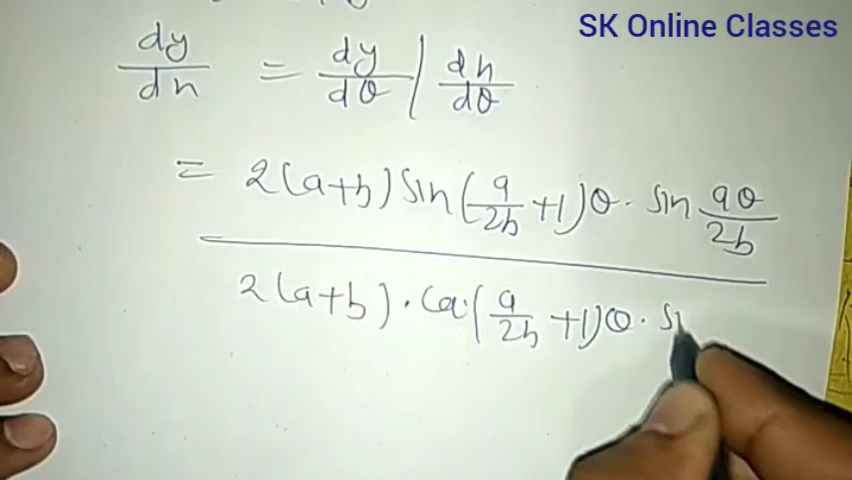 SK Online Classes
dy/dx = dy/dθ | dx/dθ
= 2(a+b) sin(a/2b +1)θ . sin aθ/2b
2(a+b) . Cos(a/2b +1)θ . si